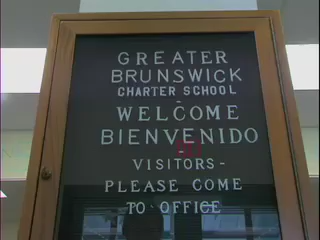 GREATER
BRUNSWICK
CHARTER SCHOOL
-
WELCOME
BIENVENIDO
VISITORS-
PLEASE COME
TO OFFICE